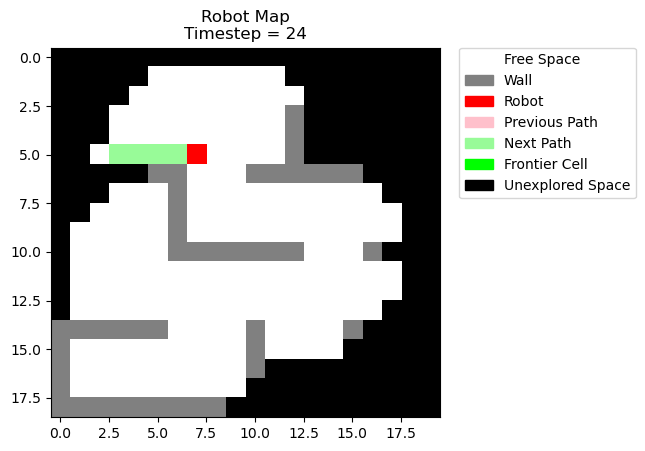 Robot Map
Timestep = 24
0.0
2.5
5.0
7.5
10.0
12.5
15.0
17.5
0.0
2.5
5.0
7.5
10.0
12.5
15.0
17.5
Free Space
Wall
Robot
Previous Path
Next Path
Frontier Cell
Unexplored Space